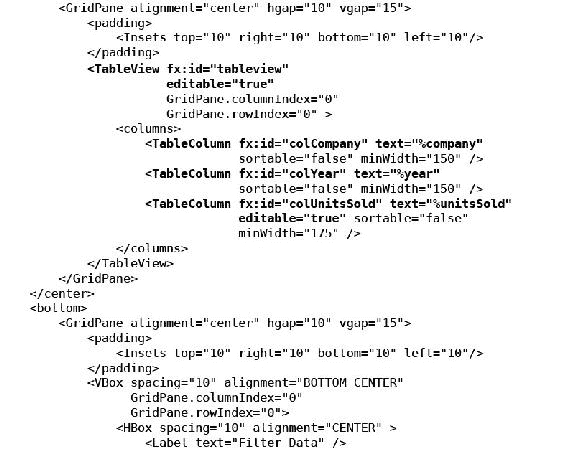 <GridPane alignment="center" hgap="10" vgap="15">
<padding>
<Insets top="10" right="10" bottom="10" left="10"/>
</padding>
<TableView fx:id="tableview"
editable="true"
GridPane.columnIndex="0"
GridPane.rowIndex="0" >
<columns>
<TableColumn fx:id="colCompany" text="%company"
sortable="false" minWidth="150" />
<TableColumn fx:id="colYear" text="%year"
sortable="false" minWidth="150" />
<TableColumn fx:id="colUnitsSold" text="%unitsSold"
editable="true" sortable="false"
minWidth="175" />
</columns>
</TableView>
</GridPane>
</center>
<bottom>
<GridPane alignment="center" hgap="10" vgap="15">
<padding>
<Insets top="10" right="10" bottom="10" left="10"/>
</padding>
<VBox spacing="10" alignment="BOTTOM_CENTER"
GridPane.columnIndex="0"
GridPane.rowIndex="0">
<HBox spacing="10" alignment="CENTER" >
<Label text="Filter Data" />